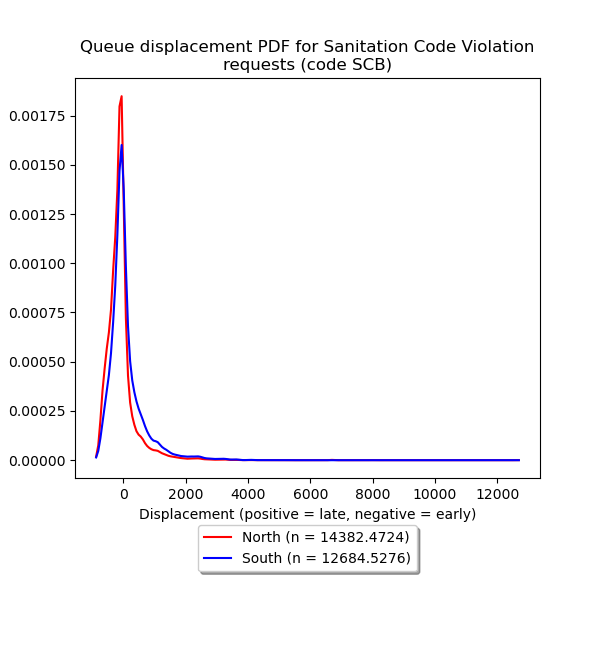 Queue displacement PDF for Sanitation Code Violation
requests (code SCB)
0.00175
0.00150
0.00125
0.00100
0.00075
0.00050
0.00025
0.00000
0 2000 4000 6000 8000 10000 12000
Displacement (positive = late, negative = early)
North (n = 14382.4724)
South (n = 12684.5276)